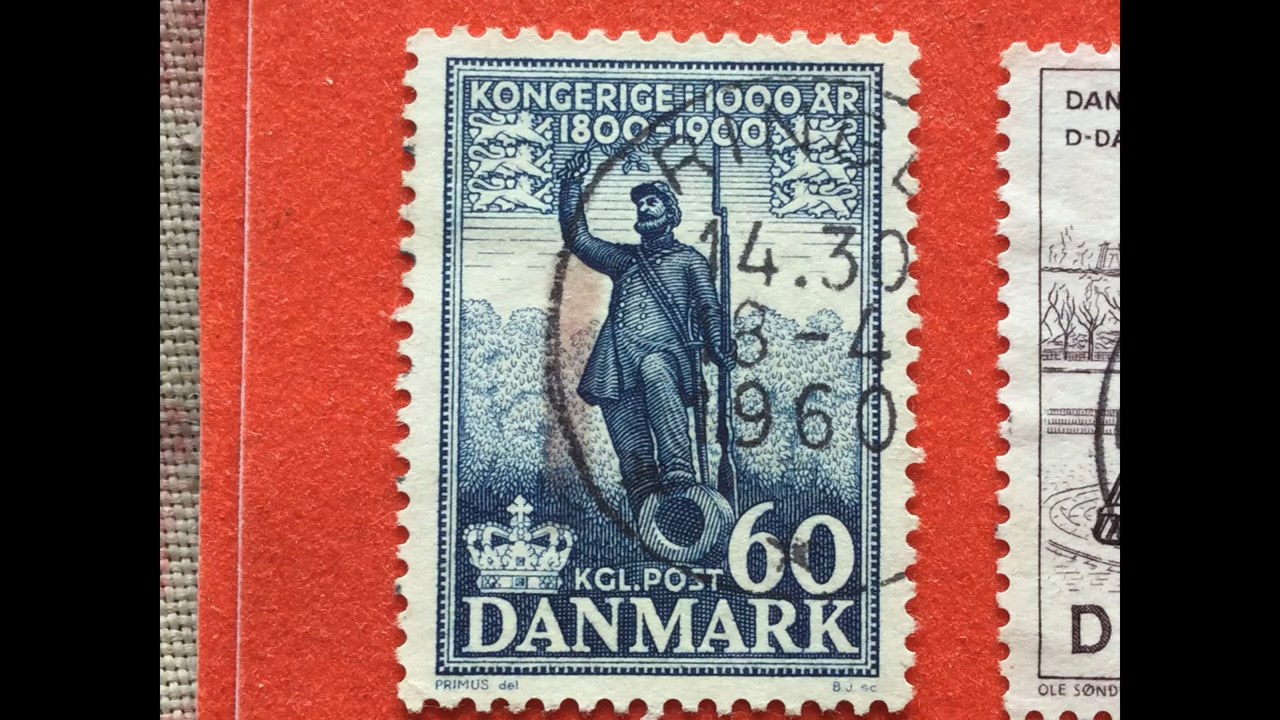 KONGERIGE I 1000 ÅR
1800-1900
14.30
18-4
1960
60
KGL.POST
DANMARK
PRIMUS del.
B.J. sc
DAN
D-DA
D
OLE SØND